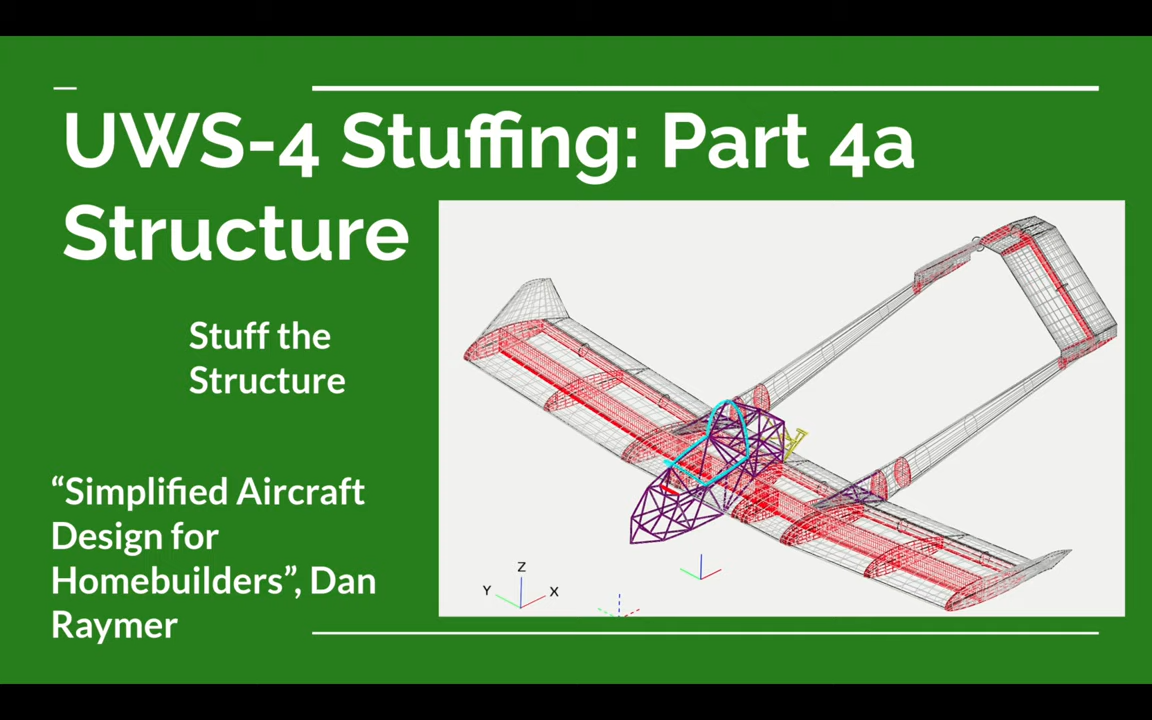 UWS-4 Stuffing: Part 4a
Structure
Stuff the
Structure
“Simplified Aircraft
Design for
Homebuilders”, Dan
Raymer
Z
Y
X